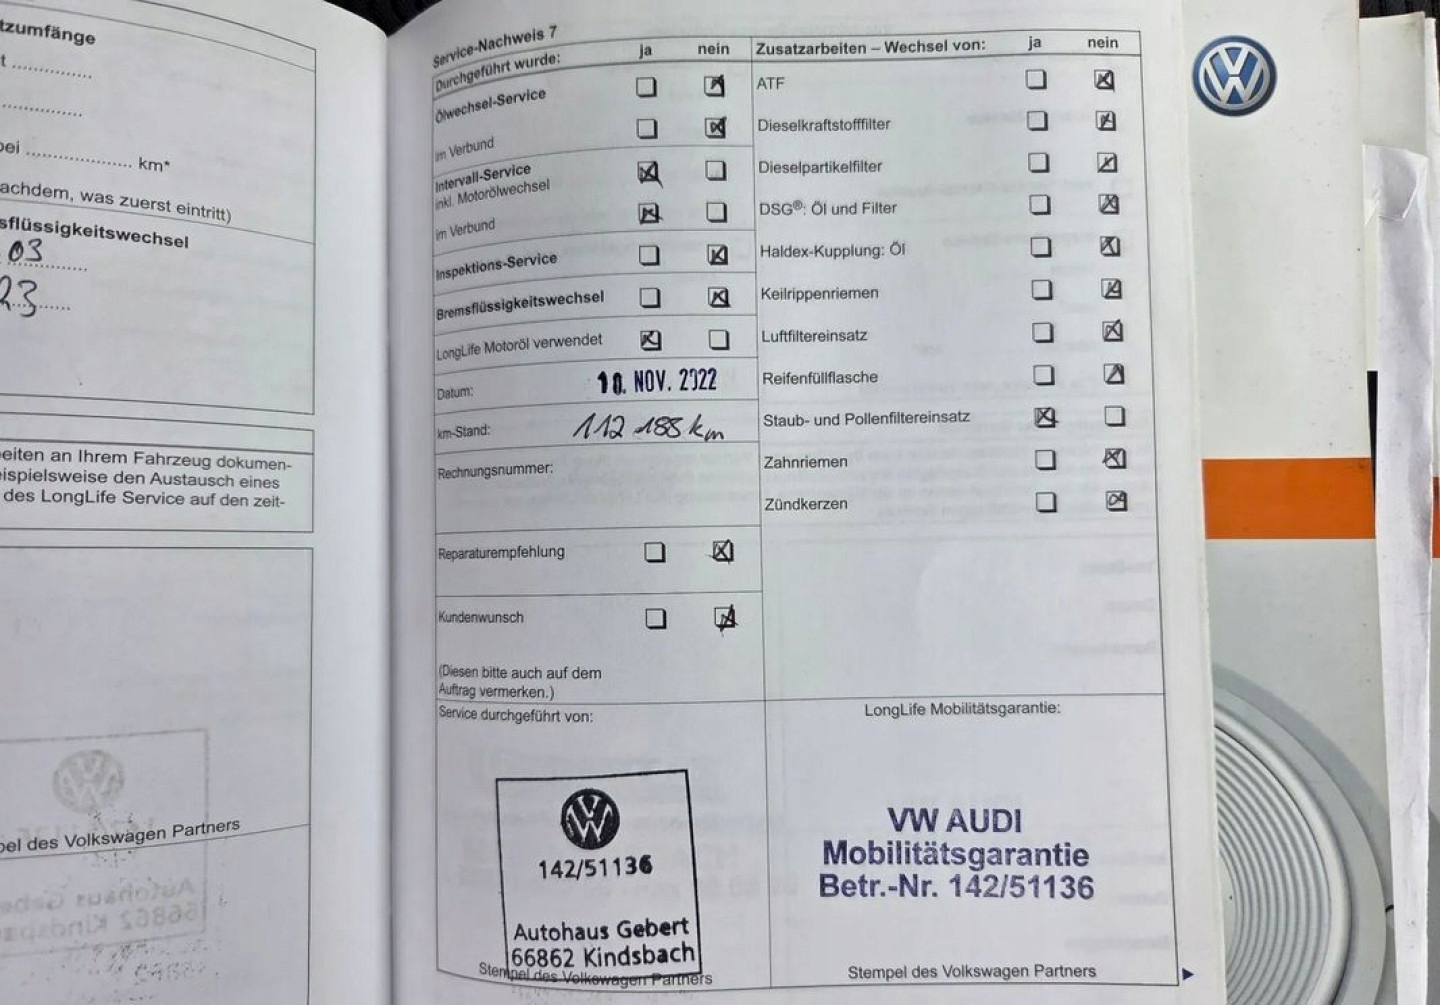 tzumfänge
t ..................
..................
bei .................... km*
achdem, was zuerst eintritt)
sflüssigkeitswechsel
03
23
eiten an Ihrem Fahrzeug dokumen-
eispielsweise den Austausch eines
des LongLife Service auf den zeit-
pel des Volkswagen Partners
Service-Nachweis 7
Durchgeführt wurde: ja nein
Ölwechsel-Service
im Verbund
Intervall-Service
inkl. Motorölwechsel
im Verbund
Inspektions-Service
Bremsflüssigkeitswechsel
LongLife Motoröl verwendet
Datum: 10. NOV. 2022
km-Stand: 112 188 km
Rechnungsnummer:
Reparaturempfehlung
Kundenwunsch
(Diesen bitte auch auf dem
Auftrag vermerken.)
Service durchgeführt von:
142/51136
Autohaus Gebert
66862 Kindsbach
Stempel des Volkswagen Partners
Zusatzarbeiten – Wechsel von: ja nein
ATF
Dieselkraftstofffilter
Dieselpartikelfilter
DSG®: Öl und Filter
Haldex-Kupplung: Öl
Keilrippenriemen
Luftfiltereinsatz
Reifenfüllflasche
Staub- und Pollenfiltereinsatz
Zahnriemen
Zündkerzen
LongLife Mobilitätsgarantie:
VW AUDI
Mobilitätsgarantie
Betr.-Nr. 142/51136
Stempel des Volkswagen Partners